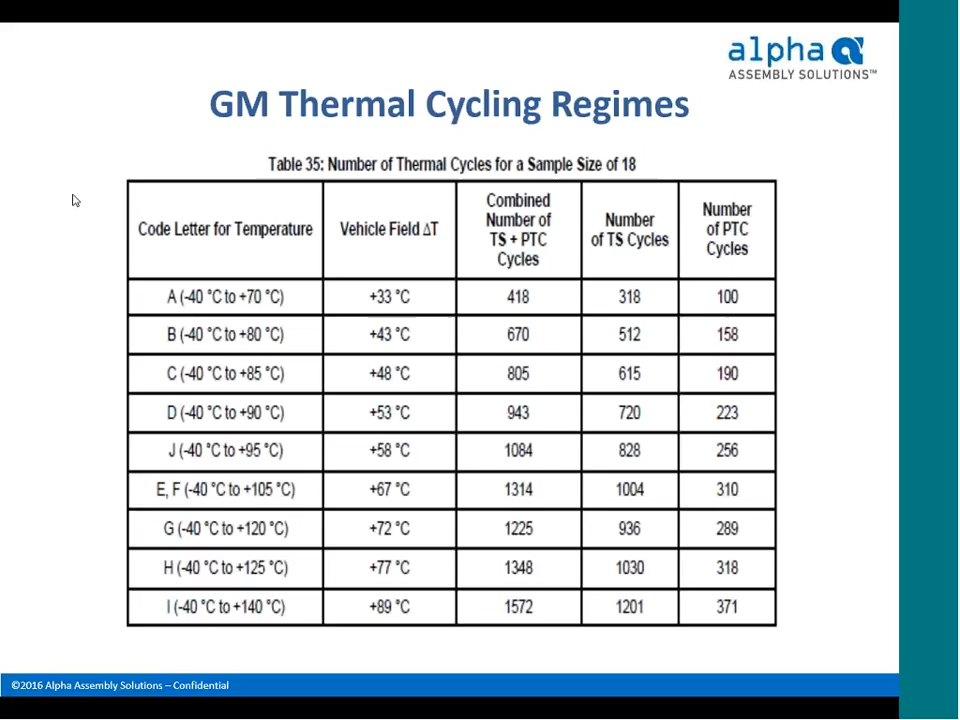 alpha
ASSEMBLY SOLUTIONS™
GM Thermal Cycling Regimes
Table 35: Number of Thermal Cycles for a Sample Size of 18
Code Letter for Temperature Vehicle Field ΔT Combined Number of TS + PTC Cycles Number of TS Cycles Number of PTC Cycles
A (-40 °C to +70 °C) +33 °C 418 318 100
B (-40 °C to +80 °C) +43 °C 670 512 158
C (-40 °C to +85 °C) +48 °C 805 615 190
D (-40 °C to +90 °C) +53 °C 943 720 223
J (-40 °C to +95 °C) +58 °C 1084 828 256
E, F (-40 °C to +105 °C) +67 °C 1314 1004 310
G (-40 °C to +120 °C) +72 °C 1225 936 289
H (-40 °C to +125 °C) +77 °C 1348 1030 318
I (-40 °C to +140 °C) +89 °C 1572 1201 371
©2016 Alpha Assembly Solutions – Confidential